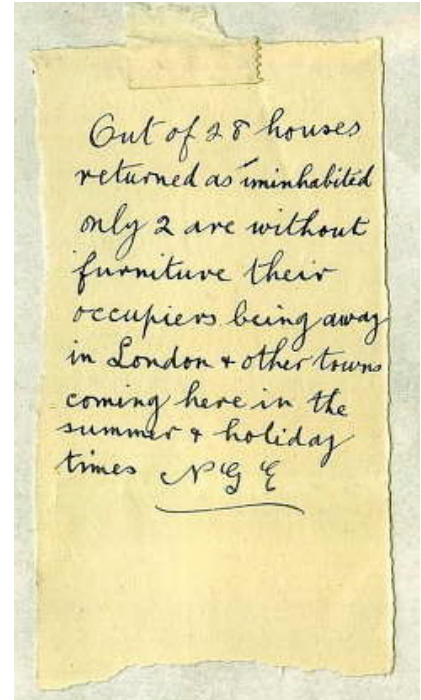 Out of 28 houses
returned as uninhabited
only 2 are without
furniture their
occupiers being away
in London + other towns
coming here in the
summer + holiday
times N G E